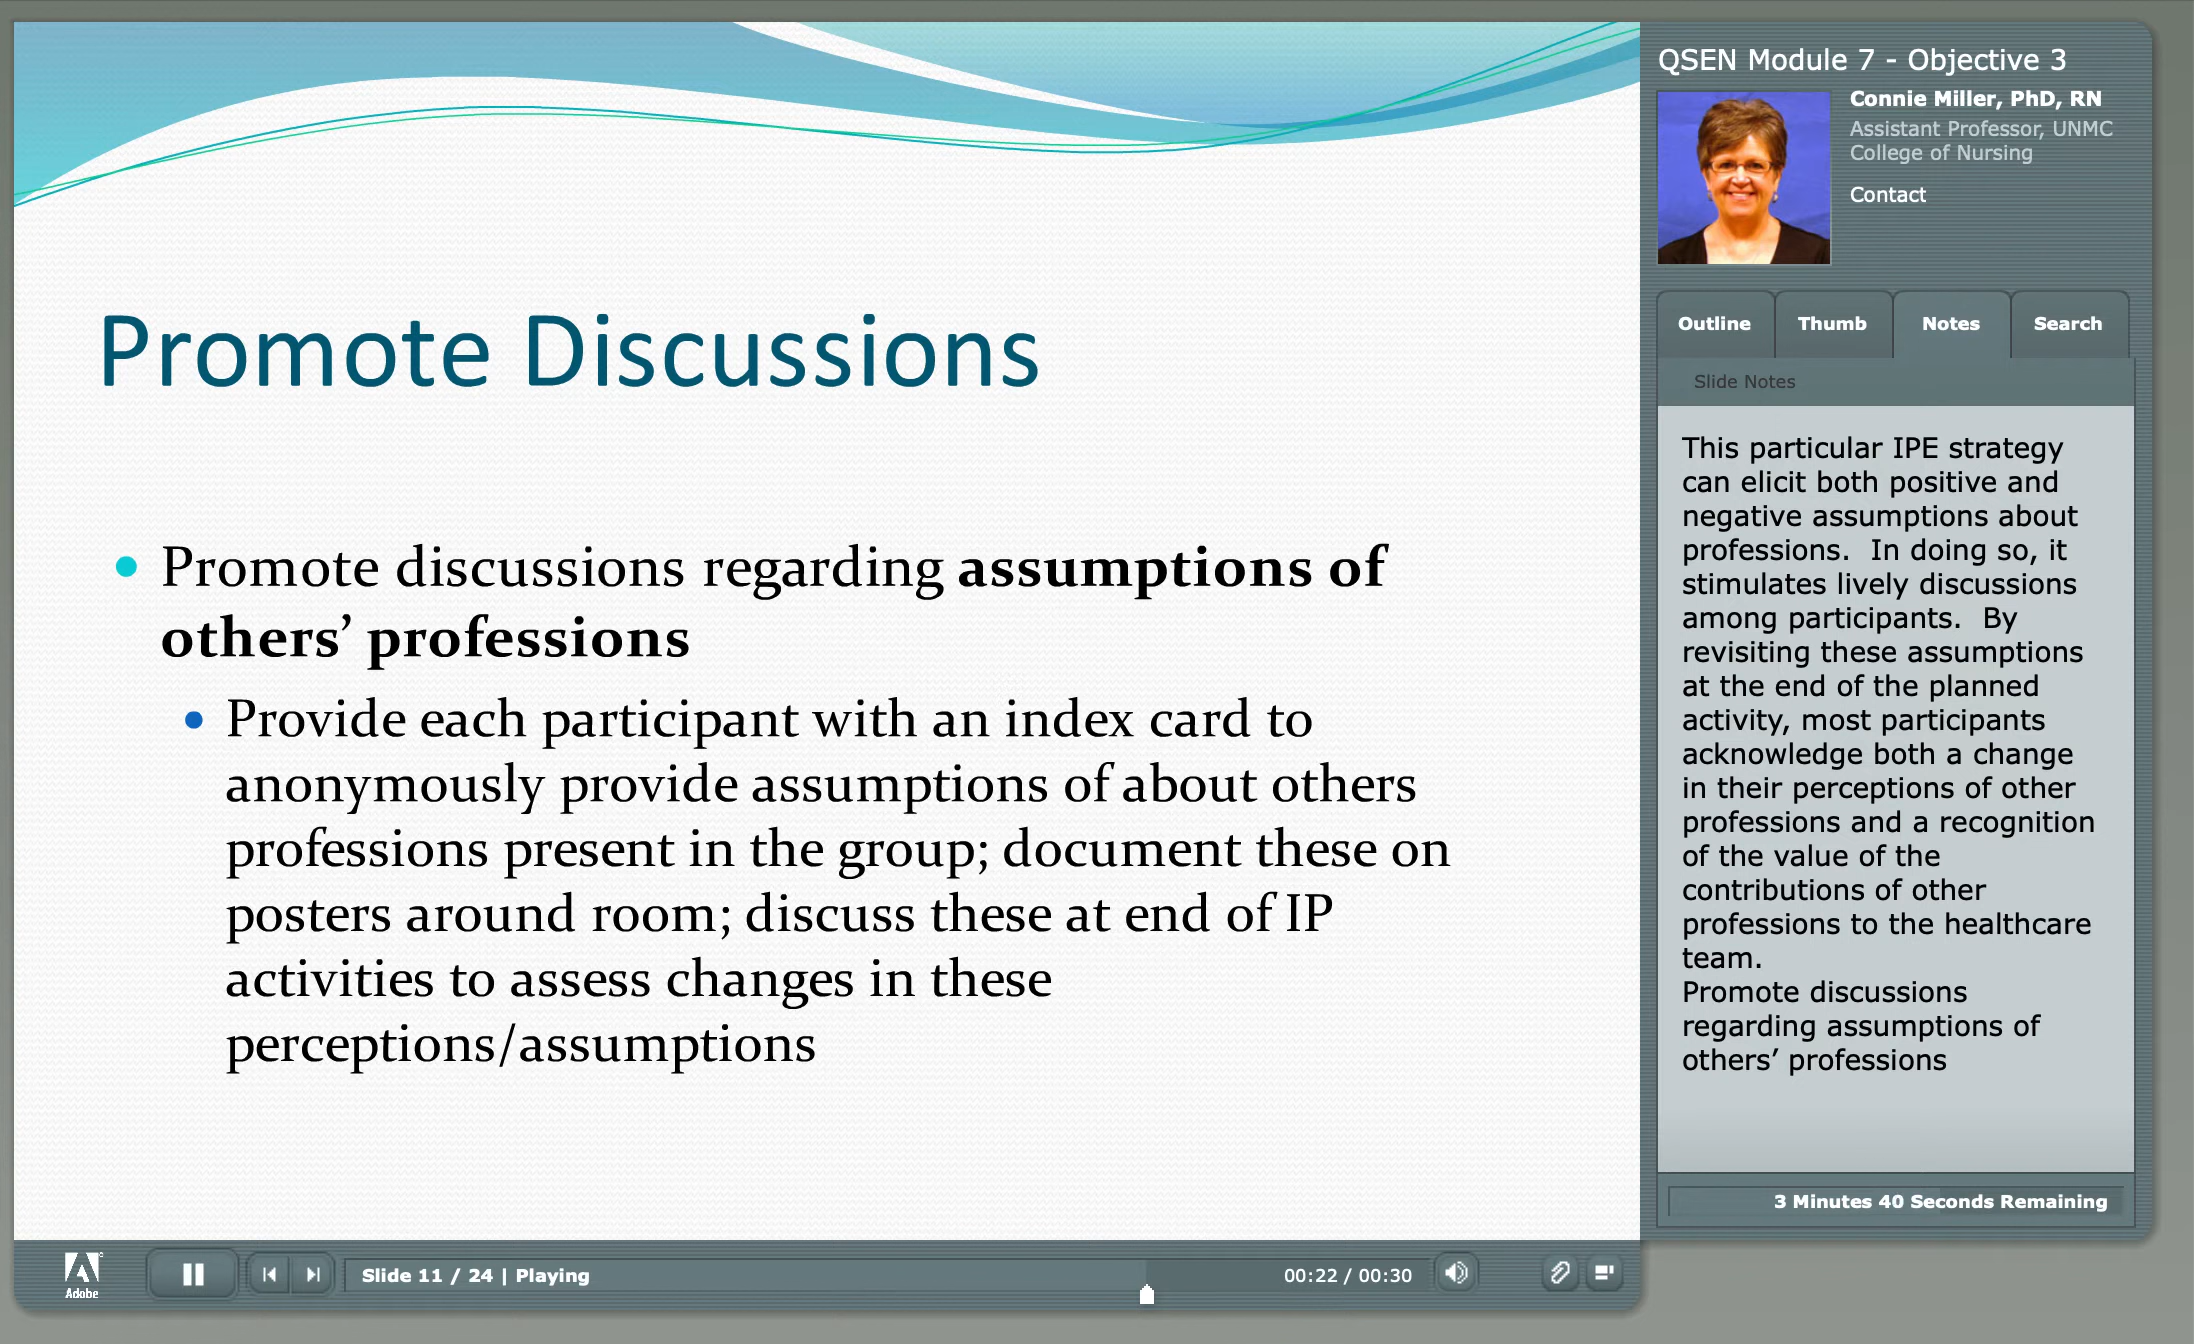 Promote Discussions
Promote discussions regarding assumptions of
others’ professions
Provide each participant with an index card to
anonymously provide assumptions of about others
professions present in the group; document these on
posters around room; discuss these at end of IP
activities to assess changes in these
perceptions/assumptions
QSEN Module 7 - Objective 3
Connie Miller, PhD, RN
Assistant Professor, UNMC
College of Nursing
Contact
Outline
Thumb
Notes
Search
Slide Notes
This particular IPE strategy
can elicit both positive and
negative assumptions about
professions.  In doing so, it
stimulates lively discussions
among participants.  By
revisiting these assumptions
at the end of the planned
activity, most participants
acknowledge both a change
in their perceptions of other
professions and a recognition
of the value of the
contributions of other
professions to the healthcare
team.
Promote discussions
regarding assumptions of
others’ professions
3 Minutes 40 Seconds Remaining
Adobe
Slide 11 / 24 | Playing
00:22 / 00:30